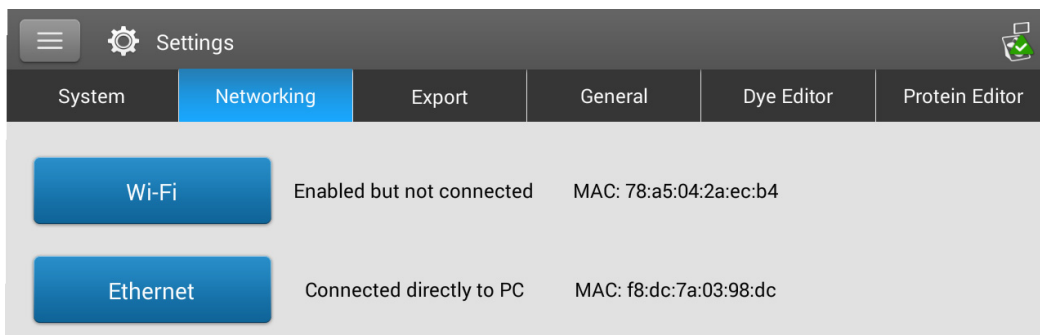 Settings
System Networking Export General Dye Editor Protein Editor
Wi-Fi Enabled but not connected MAC: 78:a5:04:2a:ec:b4
Ethernet Connected directly to PC MAC: f8:dc:7a:03:98:dc